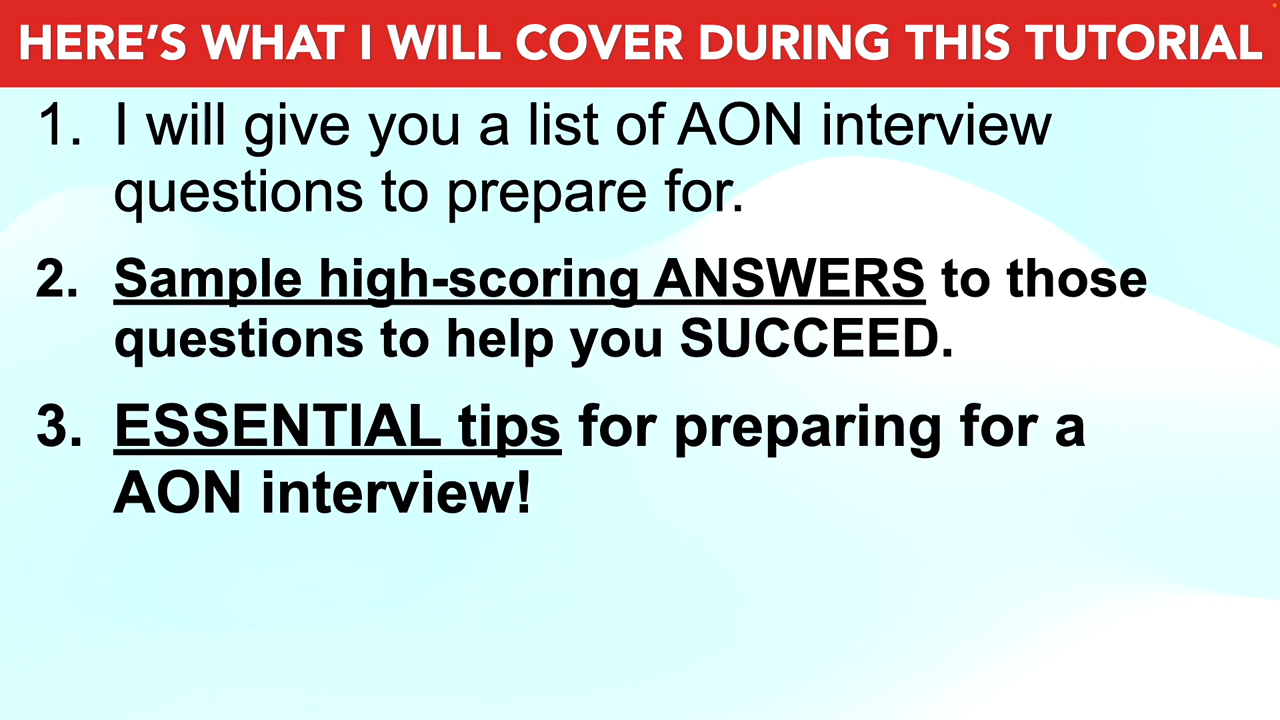 HERE’S WHAT I WILL COVER DURING THIS TUTORIAL
1. I will give you a list of AON interview
questions to prepare for.
2. Sample high-scoring ANSWERS to those
questions to help you SUCCEED.
3. ESSENTIAL tips for preparing for a
AON interview!